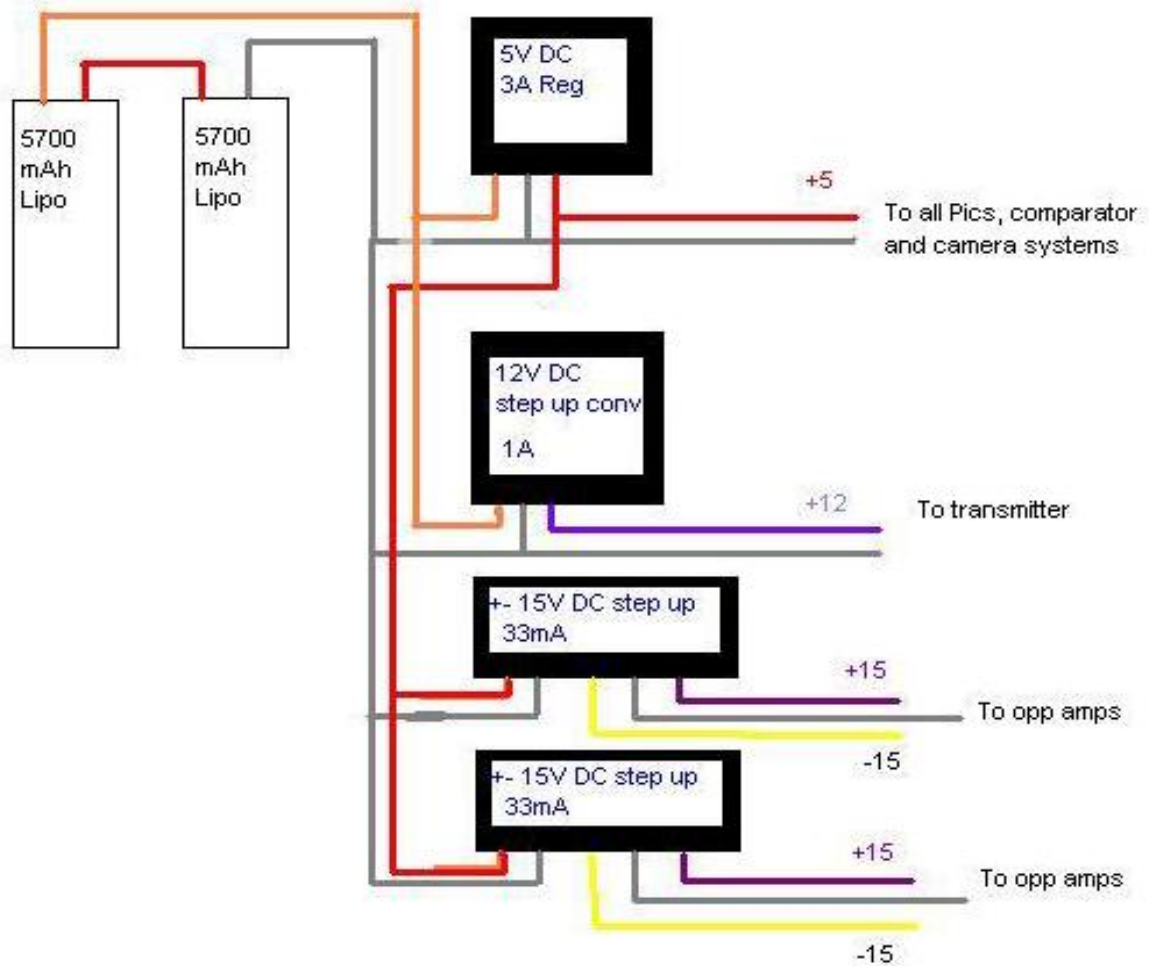 5700
mAh
Lipo
5700
mAh
Lipo
5V DC
3A Reg
+5
To all Pics, comparator
and camera systems
12V DC
step up conv
1A
+12
To transmitter
+- 15V DC step up
33mA
+15
To opp amps
-15
+- 15V DC step up
33mA
+15
To opp amps
-15